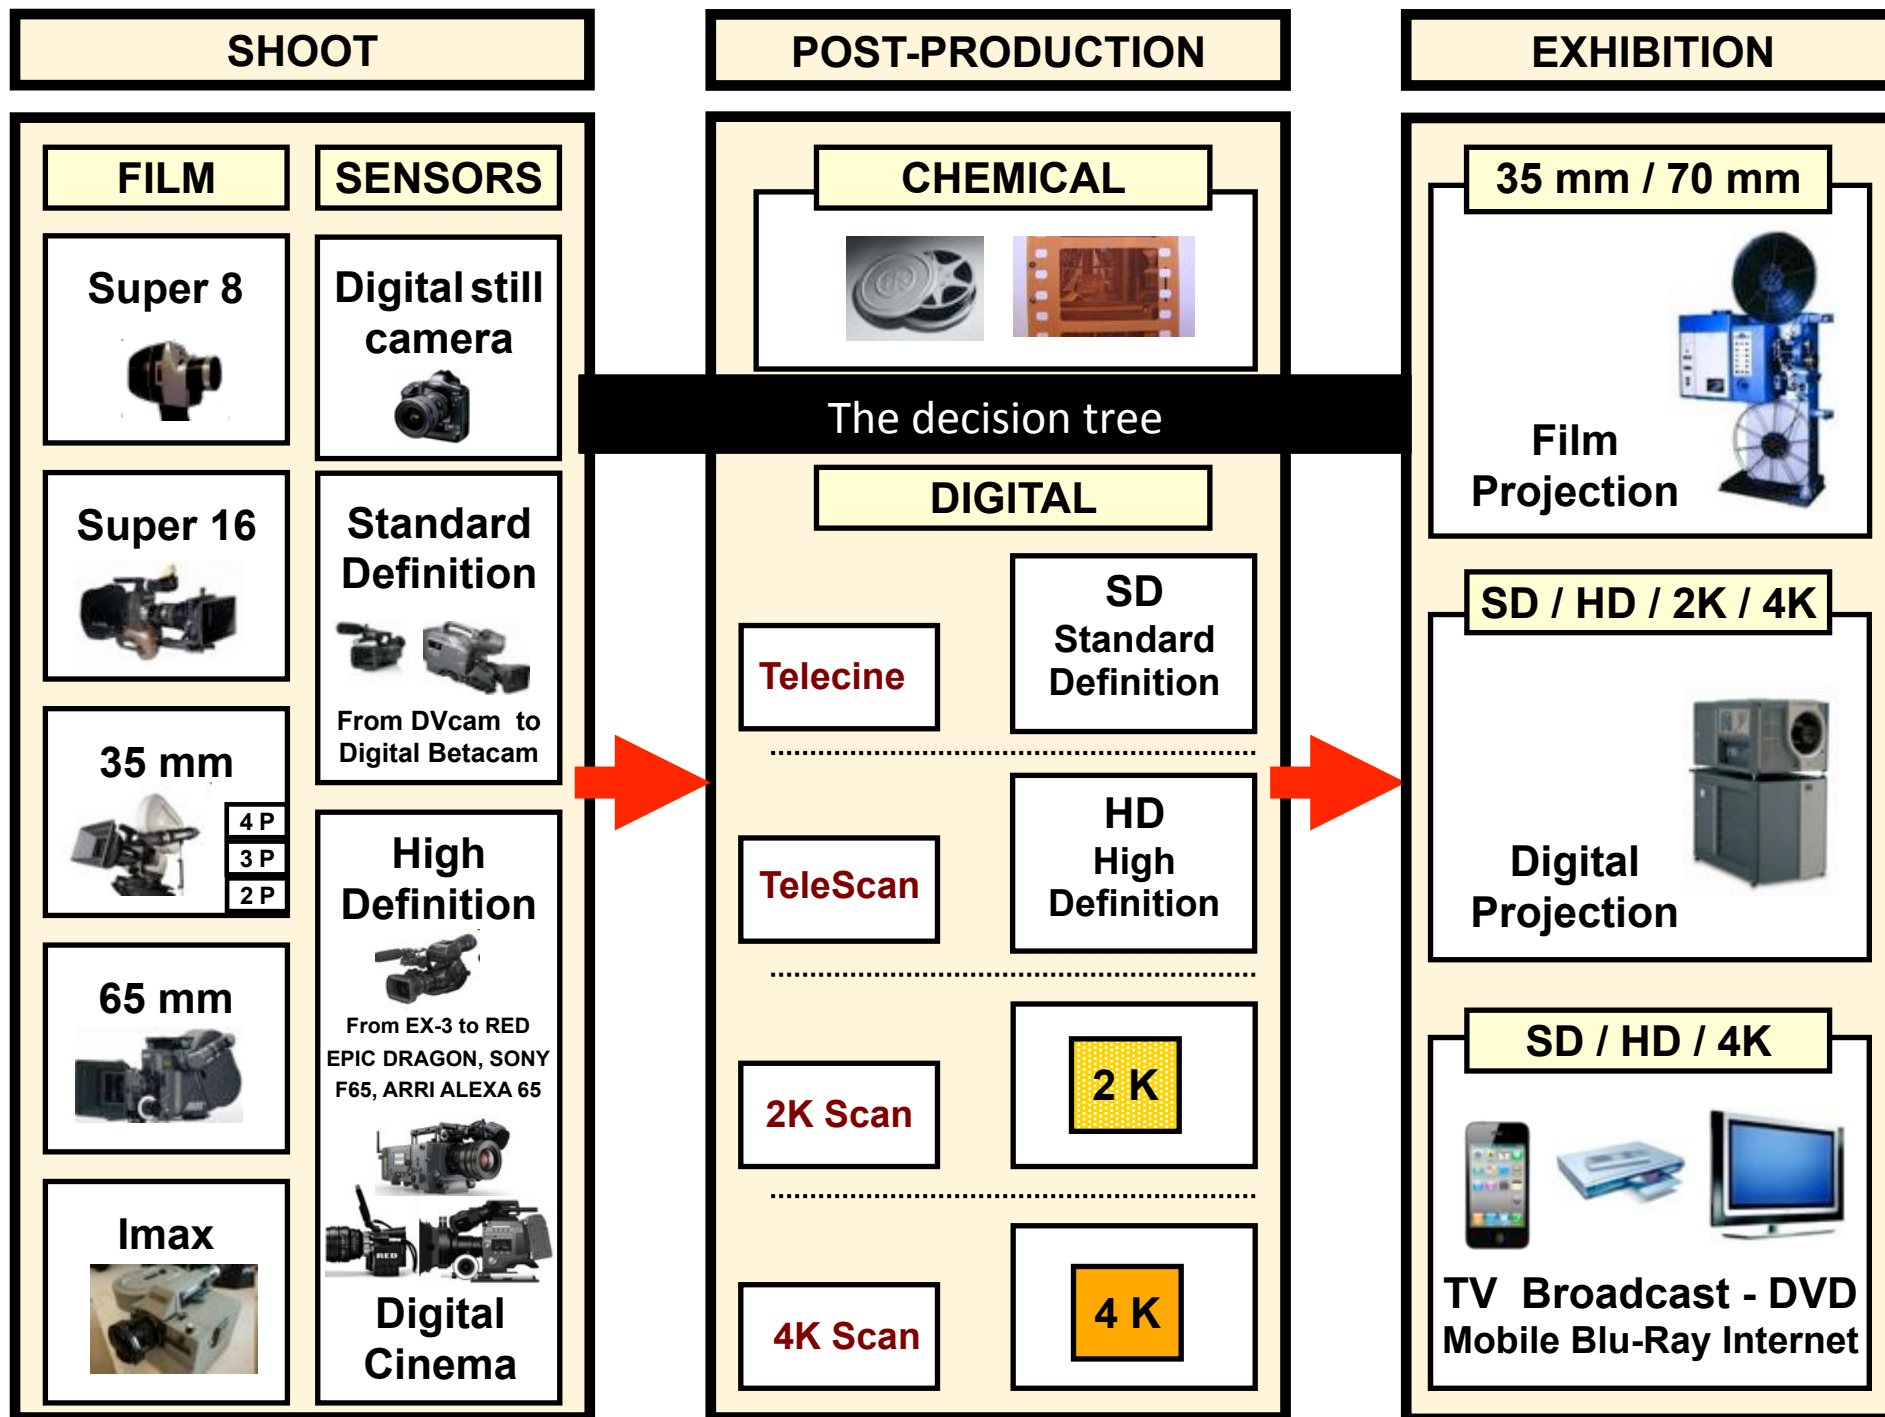 SHOOT
FILM
SENSORS
Super 8
Digital still
camera
Super 16
Standard
Definition
From DVcam to
Digital Betacam
35 mm
4 P
3 P
2 P
High
Definition
From EX-3 to RED
EPIC DRAGON, SONY
F65, ARRI ALEXA 65
RED
Digital
Cinema
65 mm
Imax
POST-PRODUCTION
CHEMICAL
The decision tree
DIGITAL
Telecine
SD
Standard
Definition
TeleScan
HD
High
Definition
2K Scan
2 K
4K Scan
4 K
EXHIBITION
35 mm / 70 mm
Film
Projection
SD / HD / 2K / 4K
Digital
Projection
SD / HD / 4K
TV Broadcast - DVD
Mobile Blu-Ray Internet